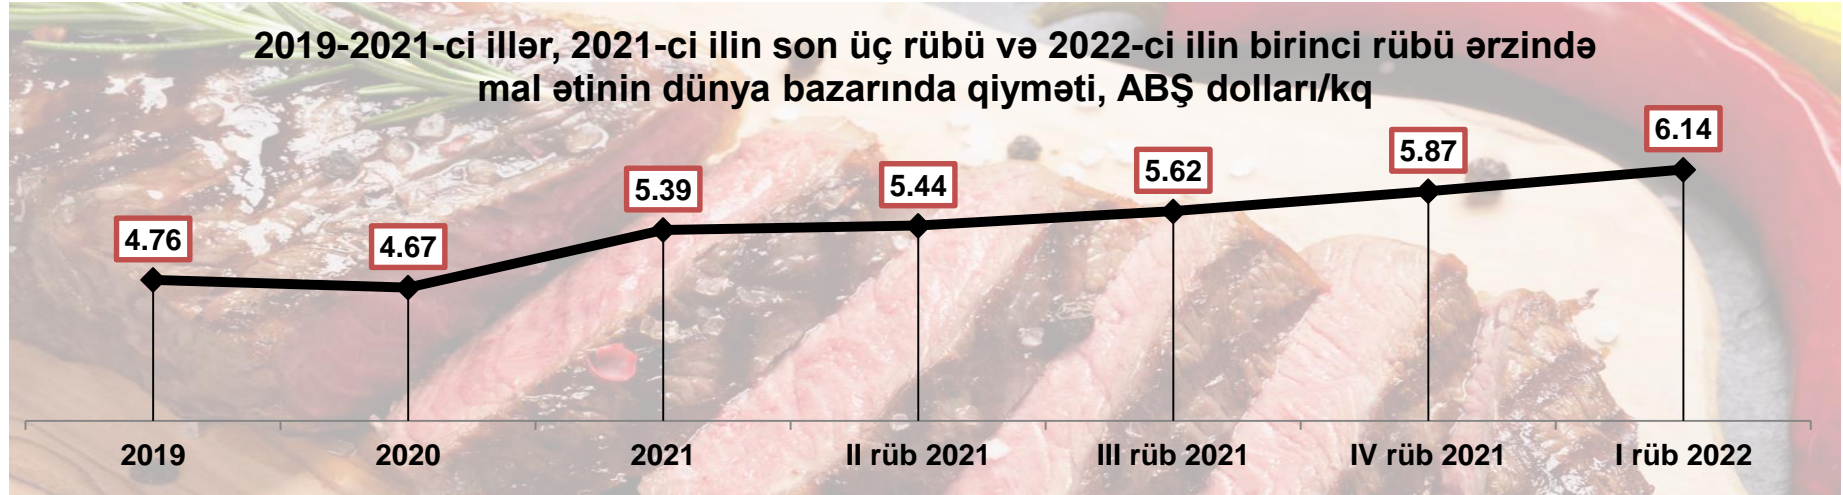 2019-2021-ci illər, 2021-ci ilin son üç rübü və 2022-ci ilin birinci rübü ərzində
mal ətinin dünya bazarında qiyməti, ABŞ dolları/kq
4.76
4.67
5.39
5.44
5.62
5.87
6.14
2019
2020
2021
II rüb 2021
III rüb 2021
IV rüb 2021
I rüb 2022